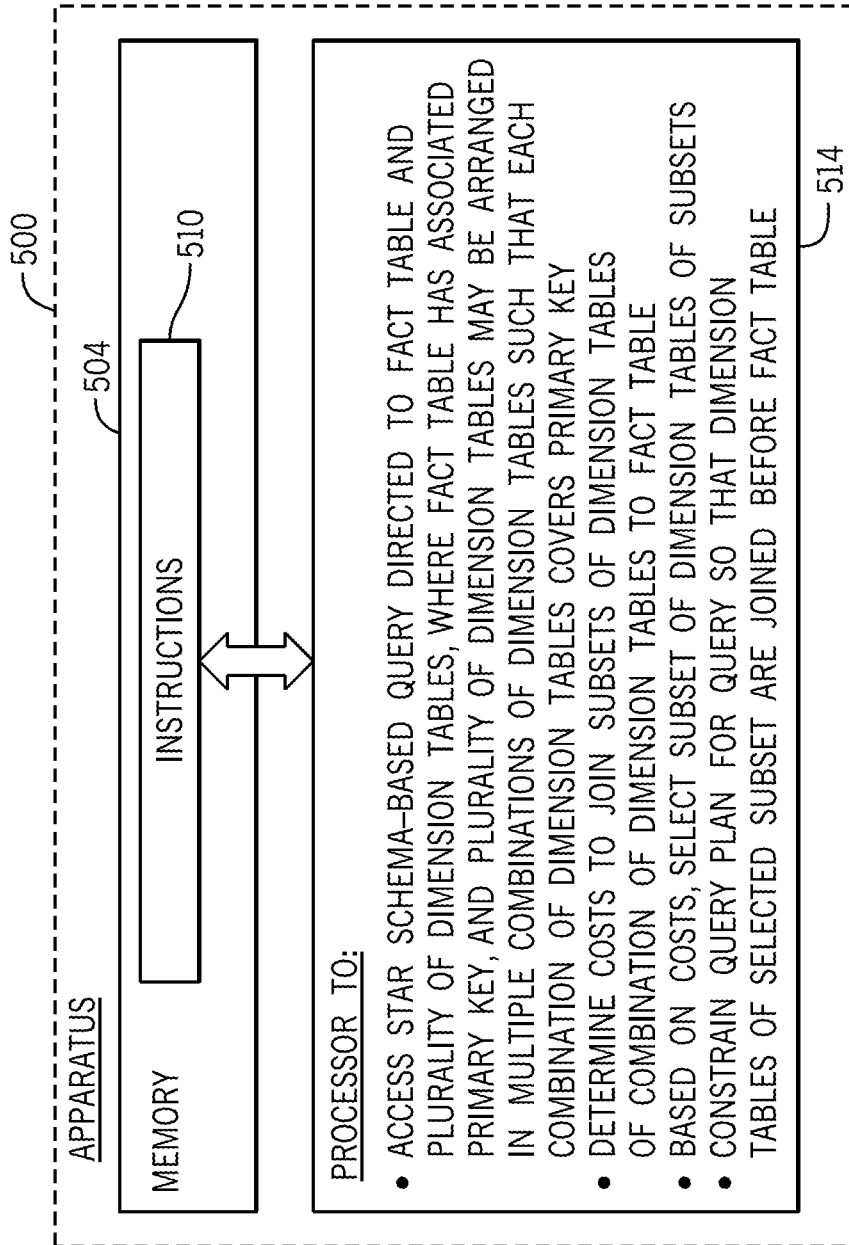 500
APPARATUS
504
MEMORY
510
INSTRUCTIONS
PROCESSOR TO:
• ACCESS STAR SCHEMA-BASED QUERY DIRECTED TO FACT TABLE AND
PLURALITY OF DIMENSION TABLES, WHERE FACT TABLE HAS ASSOCIATED
PRIMARY KEY, AND PLURALITY OF DIMENSION TABLES MAY BE ARRANGED
IN MULTIPLE COMBINATIONS OF DIMENSION TABLES SUCH THAT EACH
COMBINATION OF DIMENSION TABLES COVERS PRIMARY KEY
• DETERMINE COSTS TO JOIN SUBSETS OF DIMENSION TABLES
OF COMBINATION OF DIMENSION TABLES TO FACT TABLE
• BASED ON COSTS, SELECT SUBSET OF DIMENSION TABLES OF SUBSETS
• CONSTRAIN QUERY PLAN FOR QUERY SO THAT DIMENSION
TABLES OF SELECTED SUBSET ARE JOINED BEFORE FACT TABLE
514